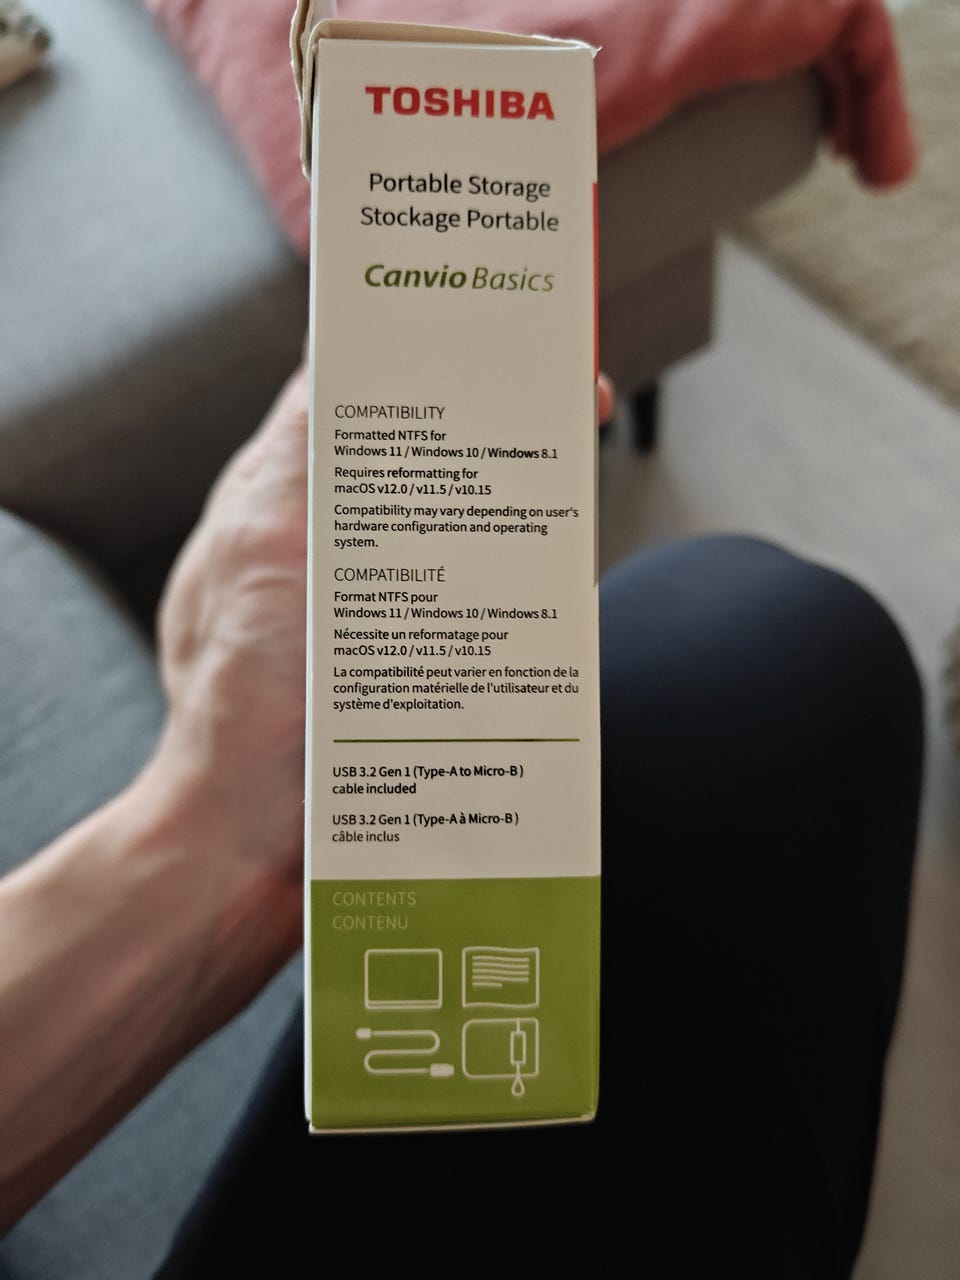 TOSHIBA
Portable Storage
Stockage Portable
Canvio Basics
COMPATIBILITY
Formatted NTFS for
Windows 11 / Windows 10 / Windows 8.1
Requires reformatting for
macOS v12.0 / v11.5 / v10.15
Compatibility may vary depending on user's
hardware configuration and operating
system.
COMPATIBILITÉ
Format NTFS pour
Windows 11 / Windows 10 / Windows 8.1
Nécessite un reformatage pour
macOS v12.0 / v11.5 / v10.15
La compatibilité peut varier en fonction de la
configuration matérielle de l'utilisateur et du
système d'exploitation.
USB 3.2 Gen 1 (Type-A to Micro-B)
cable included
USB 3.2 Gen 1 (Type-A à Micro-B)
câble inclus
CONTENTS
CONTENU